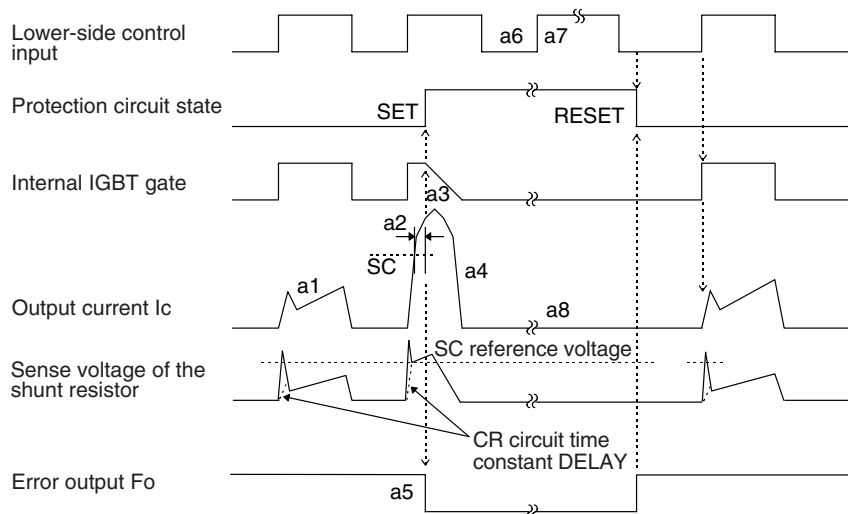 Lower-side control
input
a6
a7
Protection circuit state
SET
RESET
Internal IGBT gate
a3
a2
SC
a4
a1
Output current Ic
a8
SC reference voltage
Sense voltage of the
shunt resistor
CR circuit time
constant DELAY
Error output Fo
a5